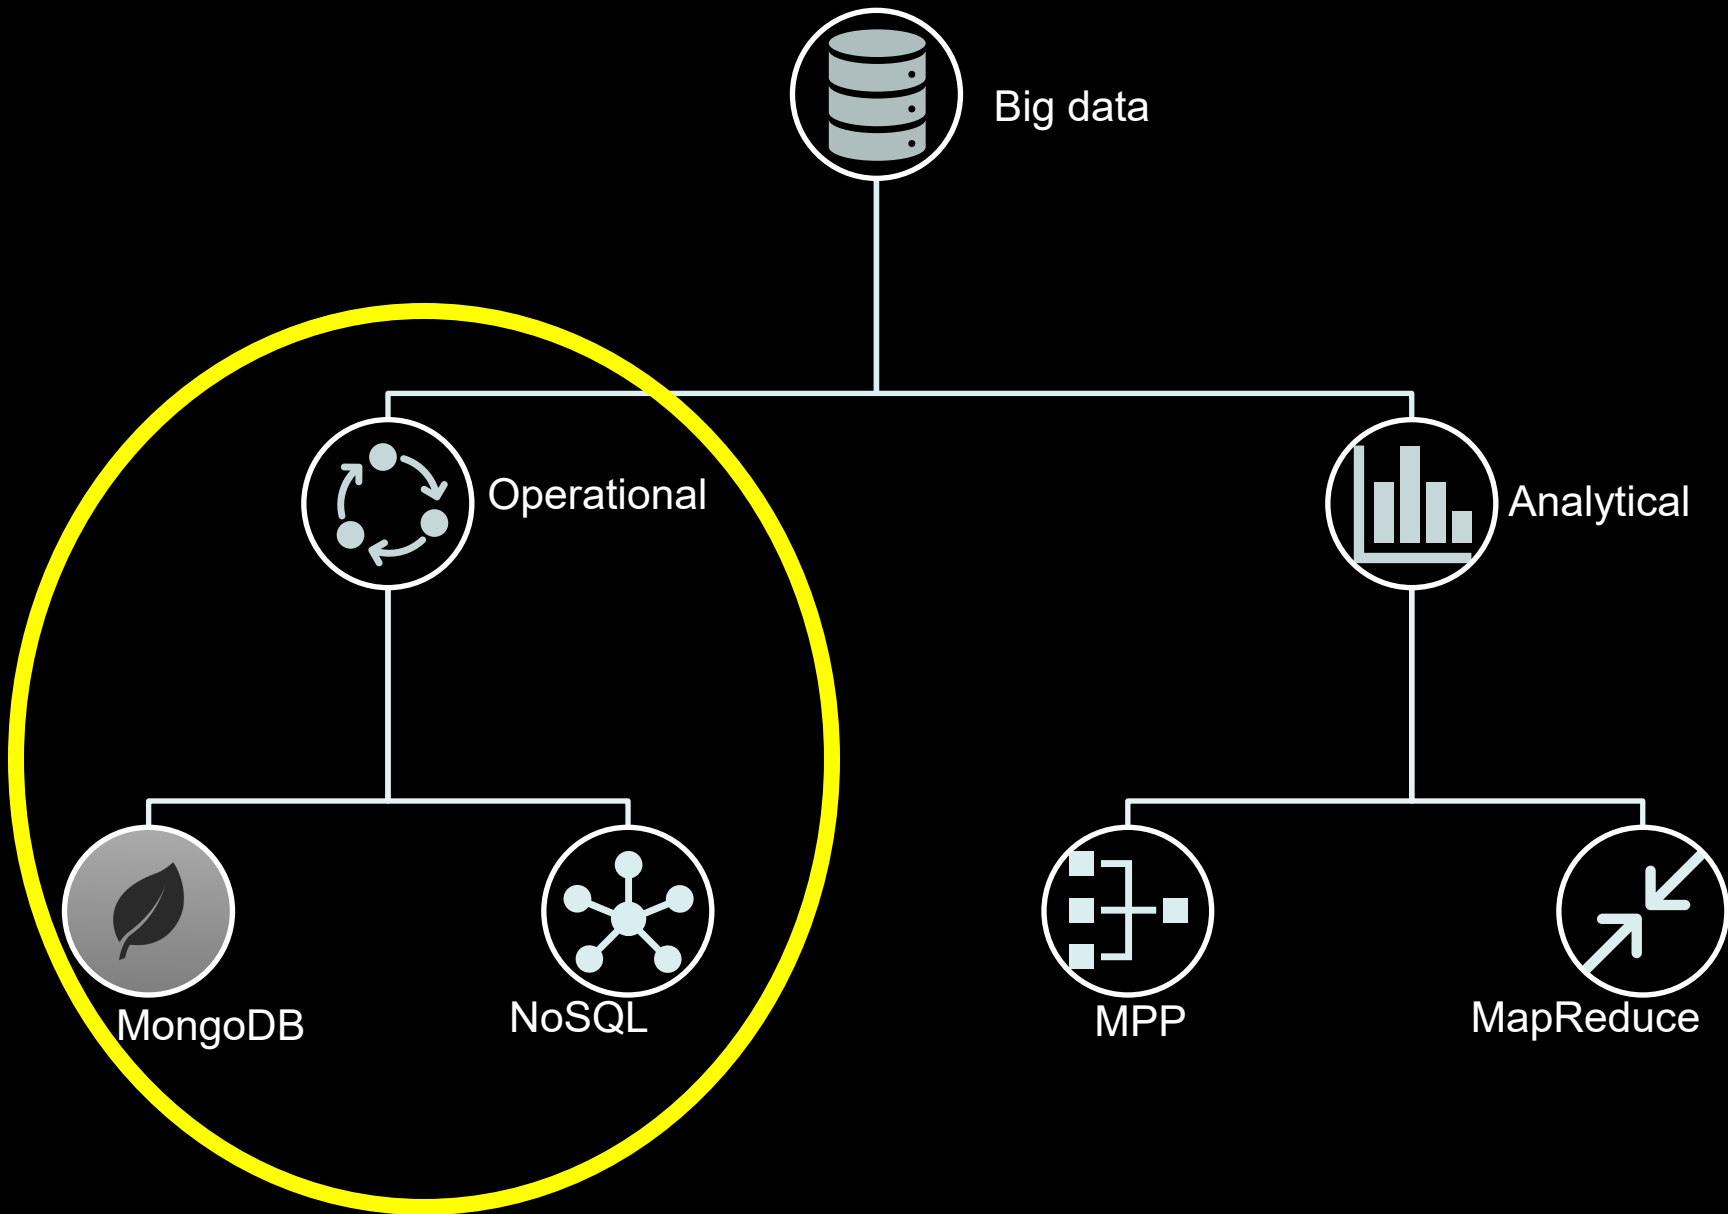 Big data
Operational
Analytical
MongoDB
NoSQL
MPP
MapReduce